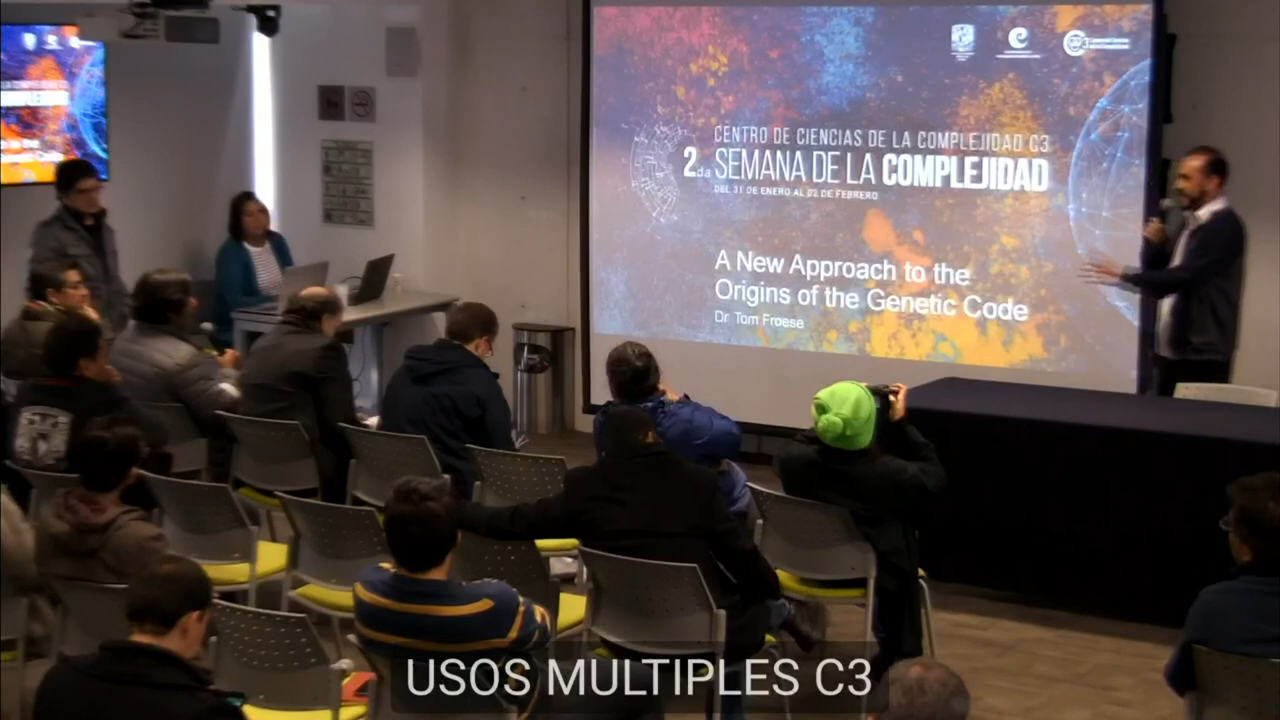 CENTRO DE CIENCIAS DE LA COMPLEJIDAD C3
2da SEMANA DE LA COMPLEJIDAD
DEL 31 DE ENERO AL 02 DE FEBRERO
A New Approach to the
Origins of the Genetic Code
Dr. Tom Froese
USOS MULTIPLES C3